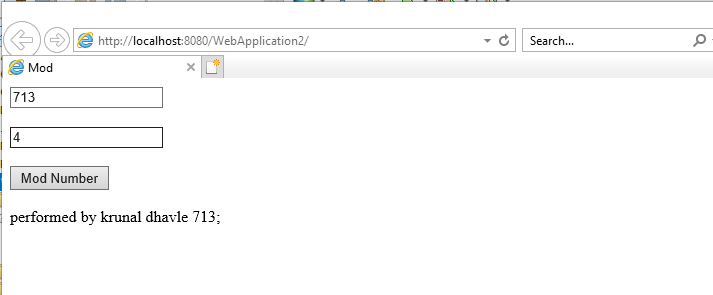 http://localhost:8080/WebApplication2/
Search...
Mod
713
4
Mod Number
performed by krunal dhavle 713;